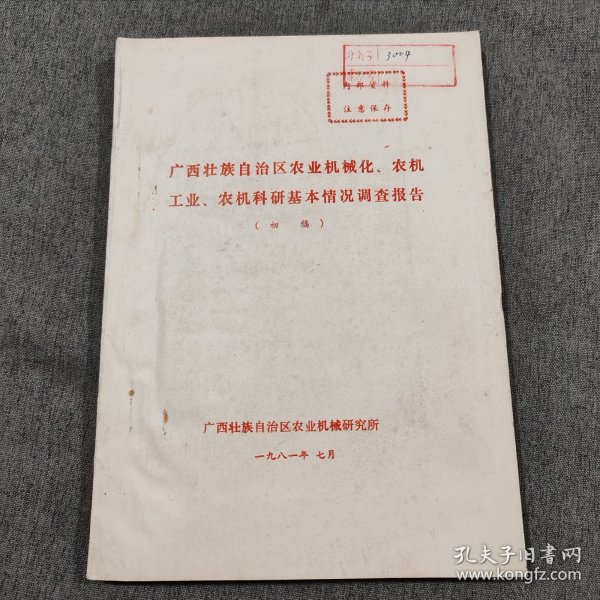 3004
内部资料
注意保存
广西壮族自治区农业机械化、农机
工业、农机科研基本情况调查报告
(初 稿)
广西壮族自治区农业机械研究所
一九八一年 七月
孔夫子旧书网
www.kongfz.com